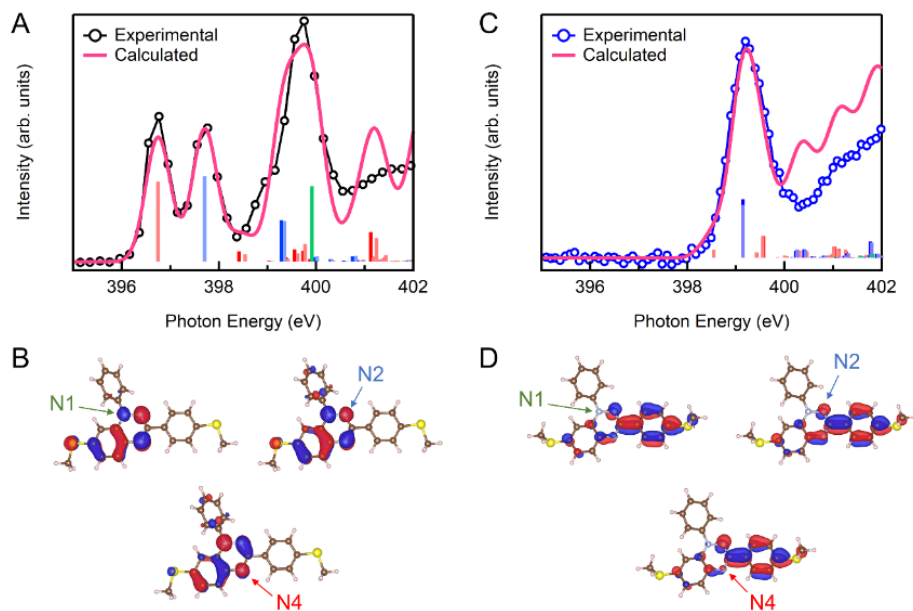 A
Experimental
Calculated
Intensity (arb. units)
396 398 400 402
Photon Energy (eV)
C
Experimental
Calculated
Intensity (arb. units)
396 398 400 402
Photon Energy (eV)
B
N1
N2
N4
D
N1
N2
N4